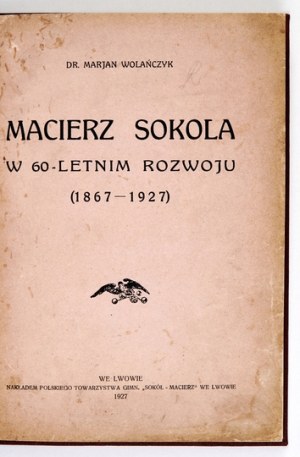 DR. MARJAN WOLAŃCZYK
MACIERZ SOKOLA
W 60-LETNIM ROZWOJU
(1867—1927)
WE LWOWIE
NAKŁADEM POLSKIEGO TOWARZYSTWA GIMN. „SOKÓŁ - MACIERZ” WE LWOWIE
1927